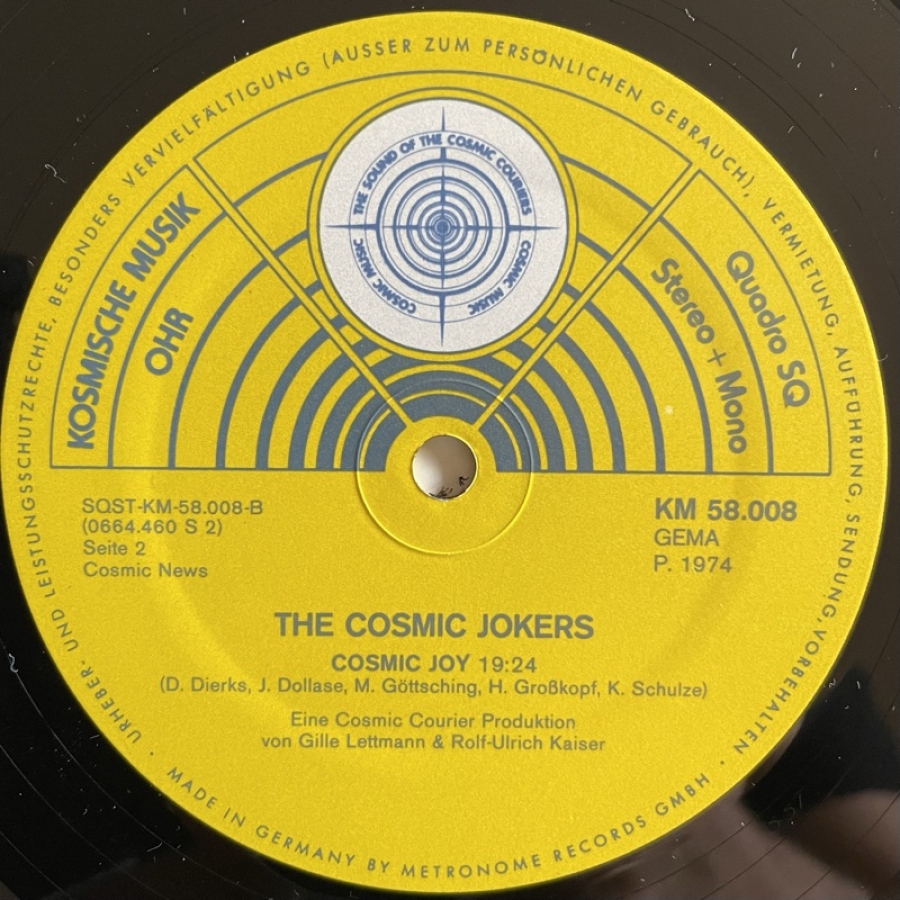 URHEBER- UND LEISTUNGSSCHUTZRECHTE, BESONDERS VERVIELFÄLTIGUNG (AUSSER ZUM PERSÖNLICHEN GEBRAUCH), VERMIETUNG, AUFFÜHRUNG, SENDUNG, VORBEHALTEN ·
THE SOUND OF THE COSMIC COURIERS
COSMIC MUSIC
COSMIC MUSIC
KOSMISCHE MUSIK
OHR
Quadro SQ
Stereo + Mono
SQST-KM-58.008-B
(0664.460 S 2)
Seite 2
Cosmic News
KM 58.008
GEMA
P. 1974
THE COSMIC JOKERS
COSMIC JOY 19:24
(D. Dierks, J. Dollase, M. Göttsching, H. Großkopf, K. Schulze)
Eine Cosmic Courier Produktion
von Gille Lettmann & Rolf-Ulrich Kaiser
· MADE IN GERMANY BY METRONOME RECORDS GMBH ·